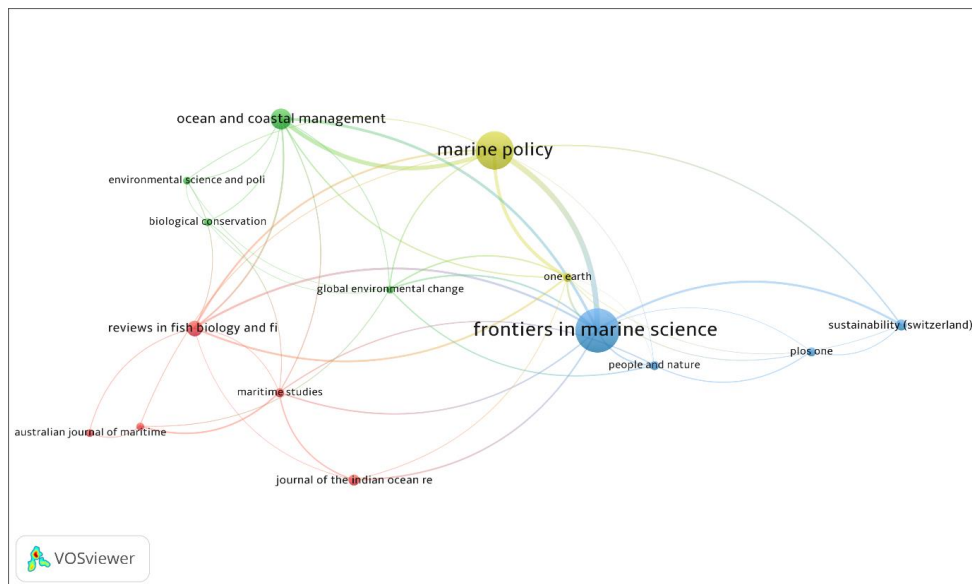 ocean and coastal management
marine policy
environmental science and poli
biological conservation
one earth
global environmental change
reviews in fish biology and fi
frontiers in marine science
sustainability (switzerland)
plos one
people and nature
maritime studies
australian journal of maritime
journal of the indian ocean re
VOSviewer